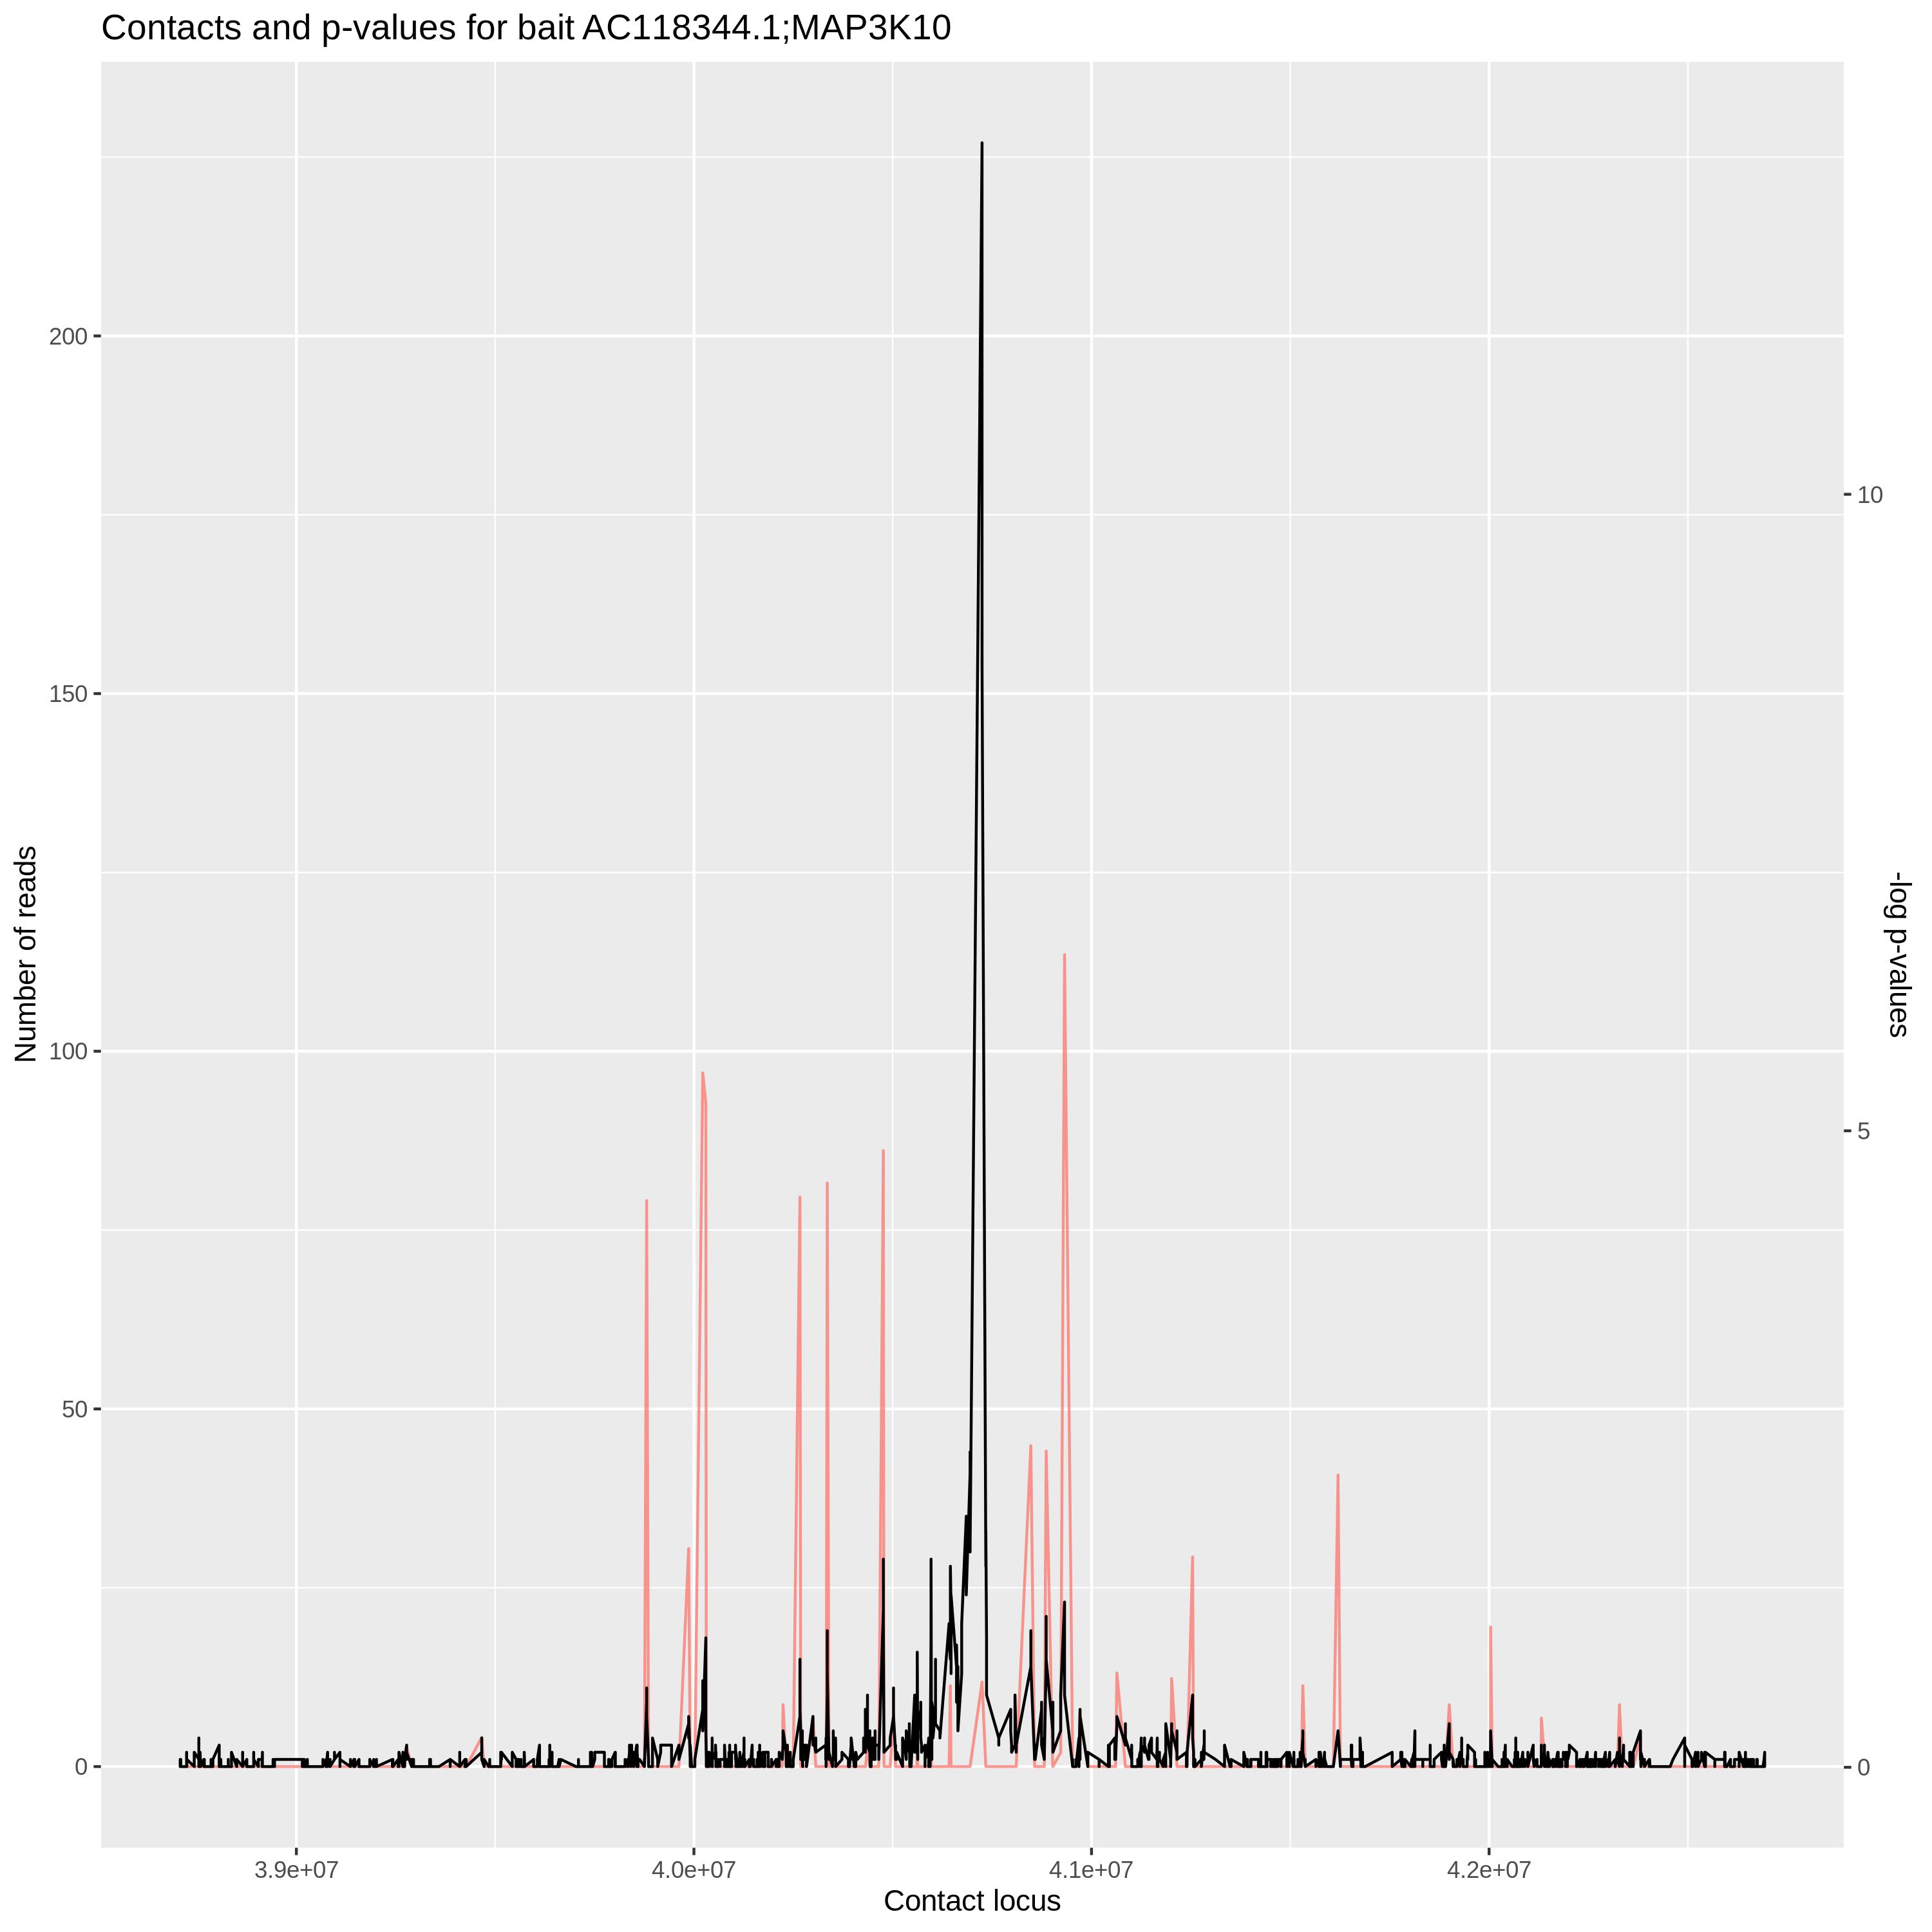 Contacts and p-values for bait AC118344.1;MAP3K10
200
150
100
50
0
Number of reads
10
5
0
-log p-values
3.9e+07
4.0e+07
4.1e+07
4.2e+07
Contact locus